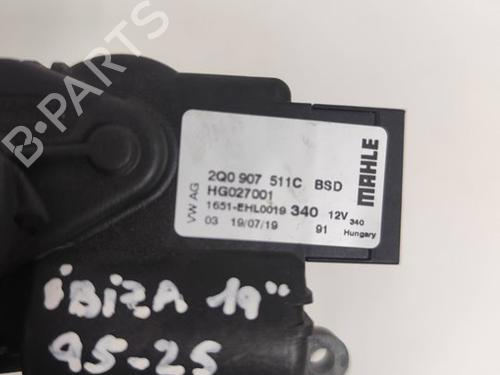 B-PARTS
2Q0 907 511C BSD
HG027001
1651-EHL0019 340 12V 340
03 19/07/19 91 Hungary
VW AG
MAHLE
iBiZA 19"
95-25